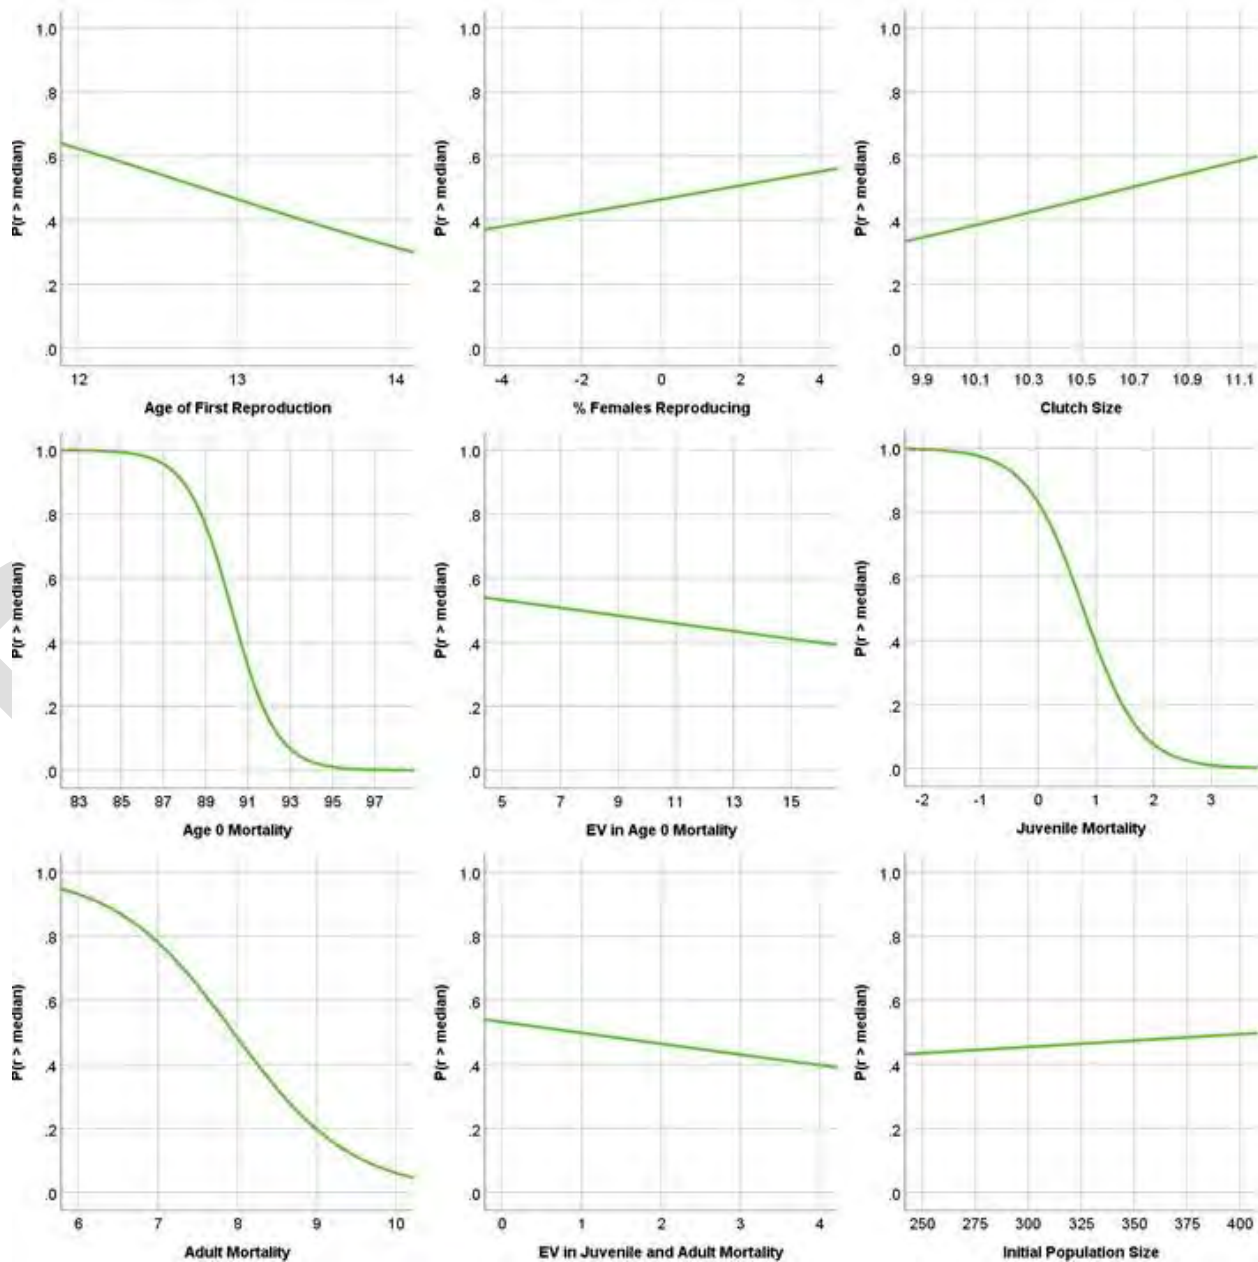 1.0
.8
.6
.4
.2
.0
P(r > median)
12 13 14
Age of First Reproduction
1.0
.8
.6
.4
.2
.0
P(r > median)
-4 -2 0 2 4
% Females Reproducing
1.0
.8
.6
.4
.2
.0
P(r > median)
9.9 10.1 10.3 10.5 10.7 10.9 11.1
Clutch Size
1.0
.8
.6
.4
.2
.0
P(r > median)
83 85 87 89 91 93 95 97
Age 0 Mortality
1.0
.8
.6
.4
.2
.0
P(r > median)
5 7 9 11 13 15
EV in Age 0 Mortality
1.0
.8
.6
.4
.2
.0
P(r > median)
-2 -1 0 1 2 3
Juvenile Mortality
1.0
.8
.6
.4
.2
.0
P(r > median)
6 7 8 9 10
Adult Mortality
1.0
.8
.6
.4
.2
.0
P(r > median)
0 1 2 3 4
EV in Juvenile and Adult Mortality
1.0
.8
.6
.4
.2
.0
P(r > median)
250 275 300 325 350 375 400
Initial Population Size